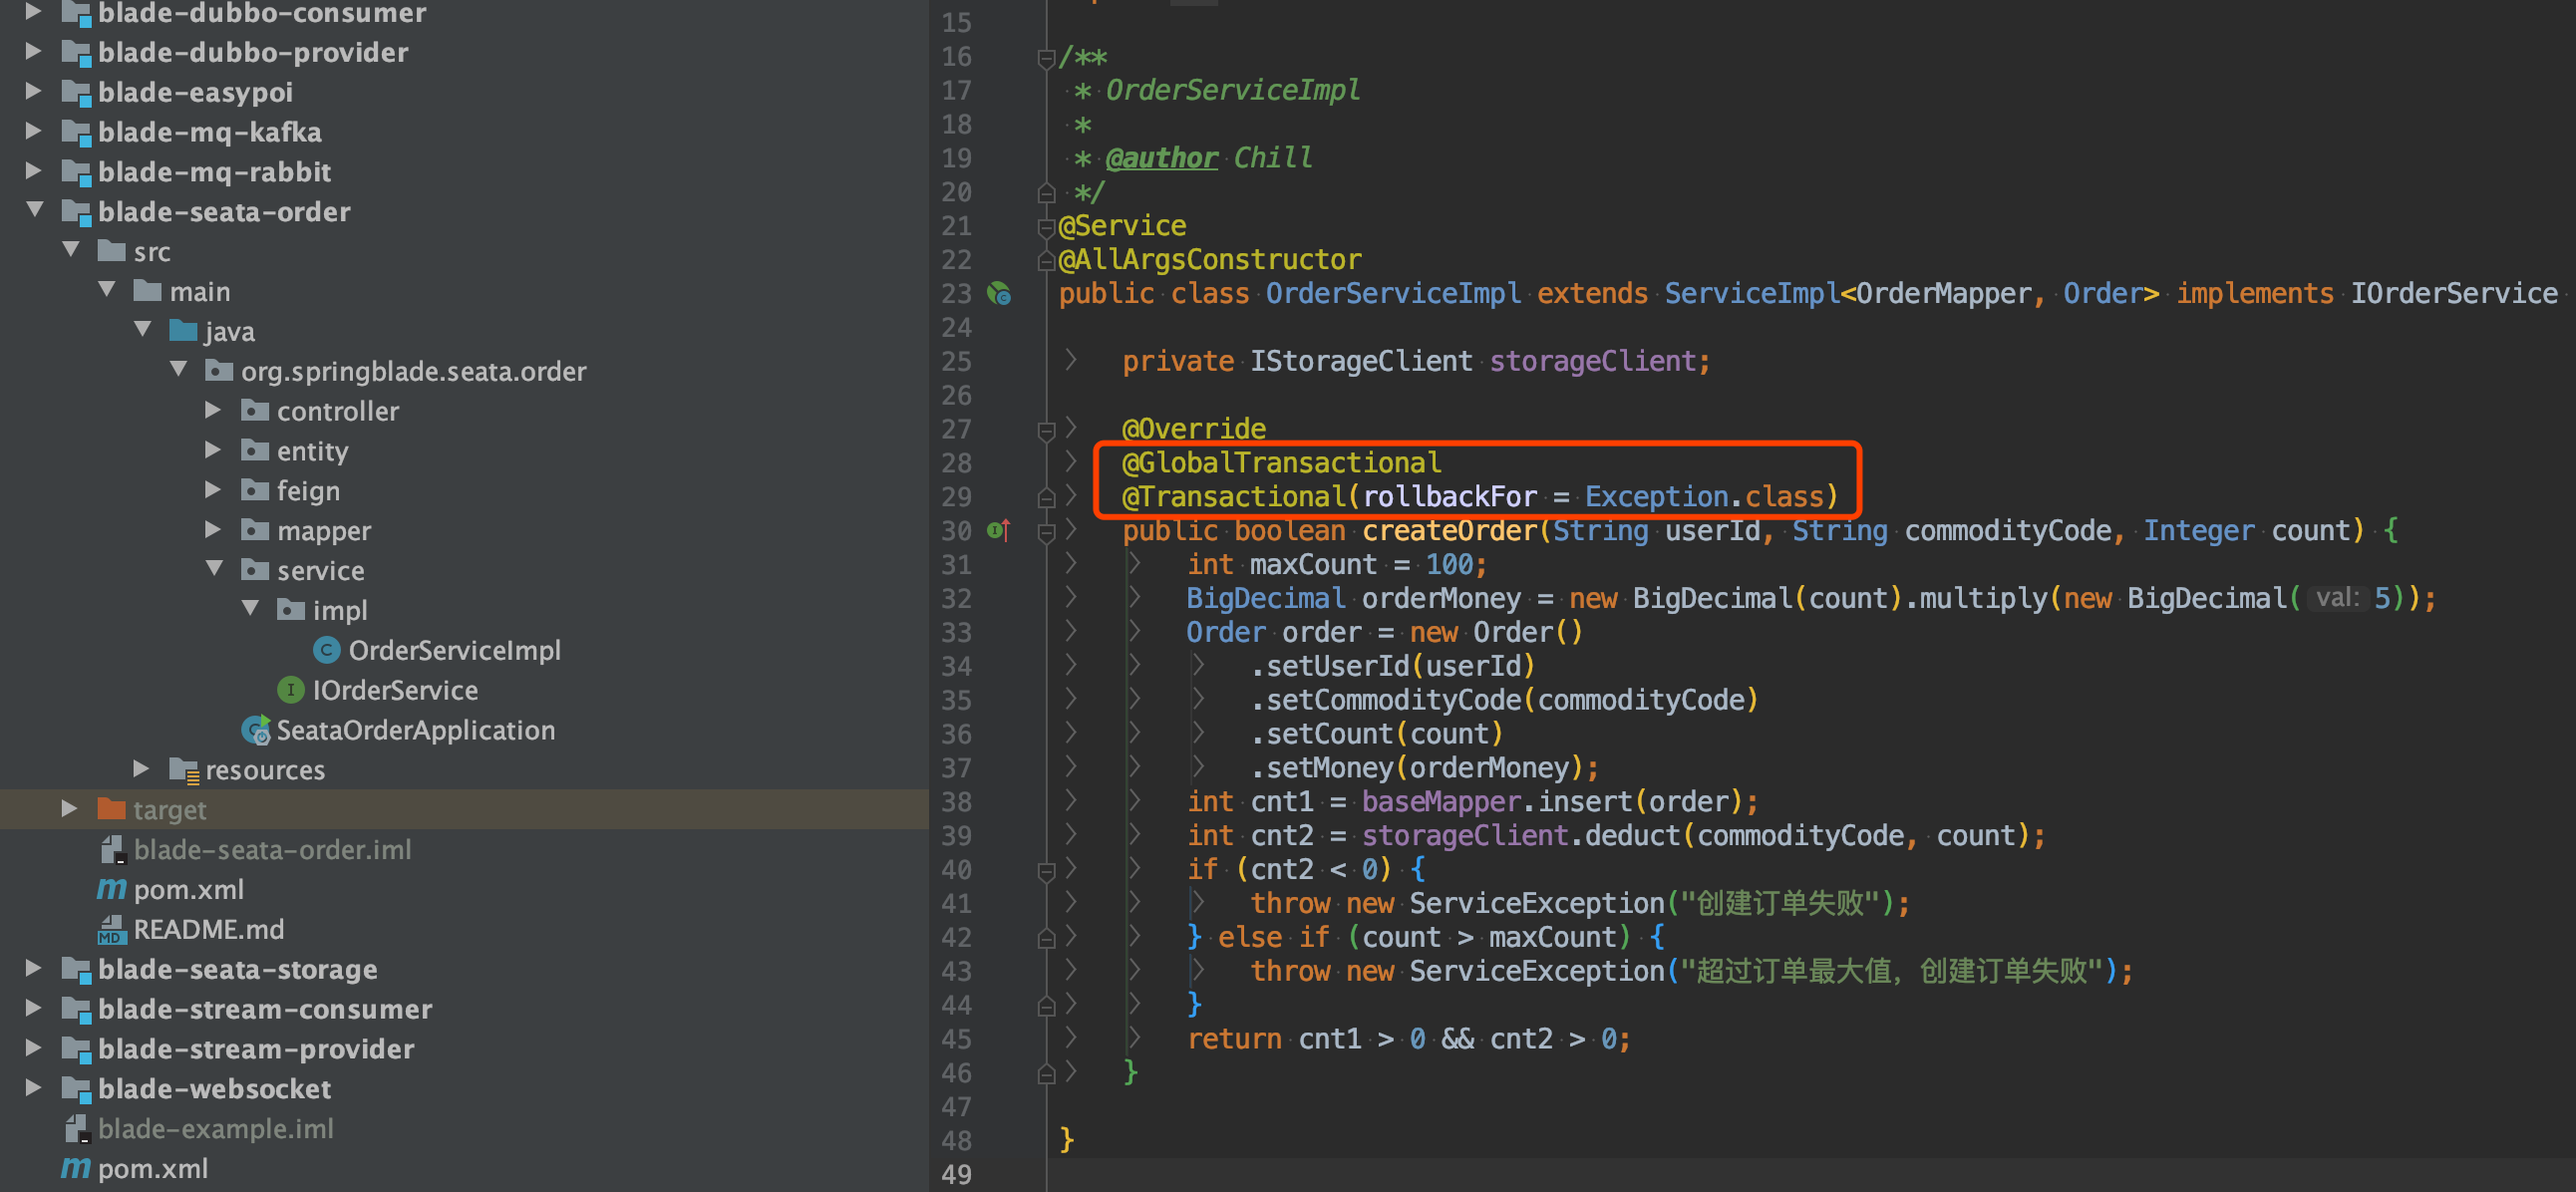 blade-dubbo-consumer
blade-dubbo-provider
blade-easypoi
blade-mq-kafka
blade-mq-rabbit
blade-seata-order
src
main
java
org.springblade.seata.order
controller
entity
feign
mapper
service
impl
OrderServiceImpl
IOrderService
SeataOrderApplication
resources
target
blade-seata-order.iml
pom.xml
README.md
blade-seata-storage
blade-stream-consumer
blade-stream-provider
blade-websocket
blade-example.iml
pom.xml
15
16 /**
17 * OrderServiceImpl
18 *
19 * @author Chill
20 */
21 @Service
22 @AllArgsConstructor
23 public class OrderServiceImpl extends ServiceImpl<OrderMapper, Order> implements IOrderService
24
25 private IStorageClient storageClient;
26
27 @Override
28 @GlobalTransactional
29 @Transactional(rollbackFor = Exception.class)
30 public boolean createOrder(String userId, String commodityCode, Integer count) {
31 int maxCount = 100;
32 BigDecimal orderMoney = new BigDecimal(count).multiply(new BigDecimal( val: 5));
33 Order order = new Order()
34 .setUserId(userId)
35 .setCommodityCode(commodityCode)
36 .setCount(count)
37 .setMoney(orderMoney);
38 int cnt1 = baseMapper.insert(order);
39 int cnt2 = storageClient.deduct(commodityCode, count);
40 if (cnt2 < 0) {
41 throw new ServiceException("创建订单失败");
42 } else if (count > maxCount) {
43 throw new ServiceException("超过订单最大值，创建订单失败");
44 }
45 return cnt1 > 0 && cnt2 > 0;
46 }
47
48 }
49